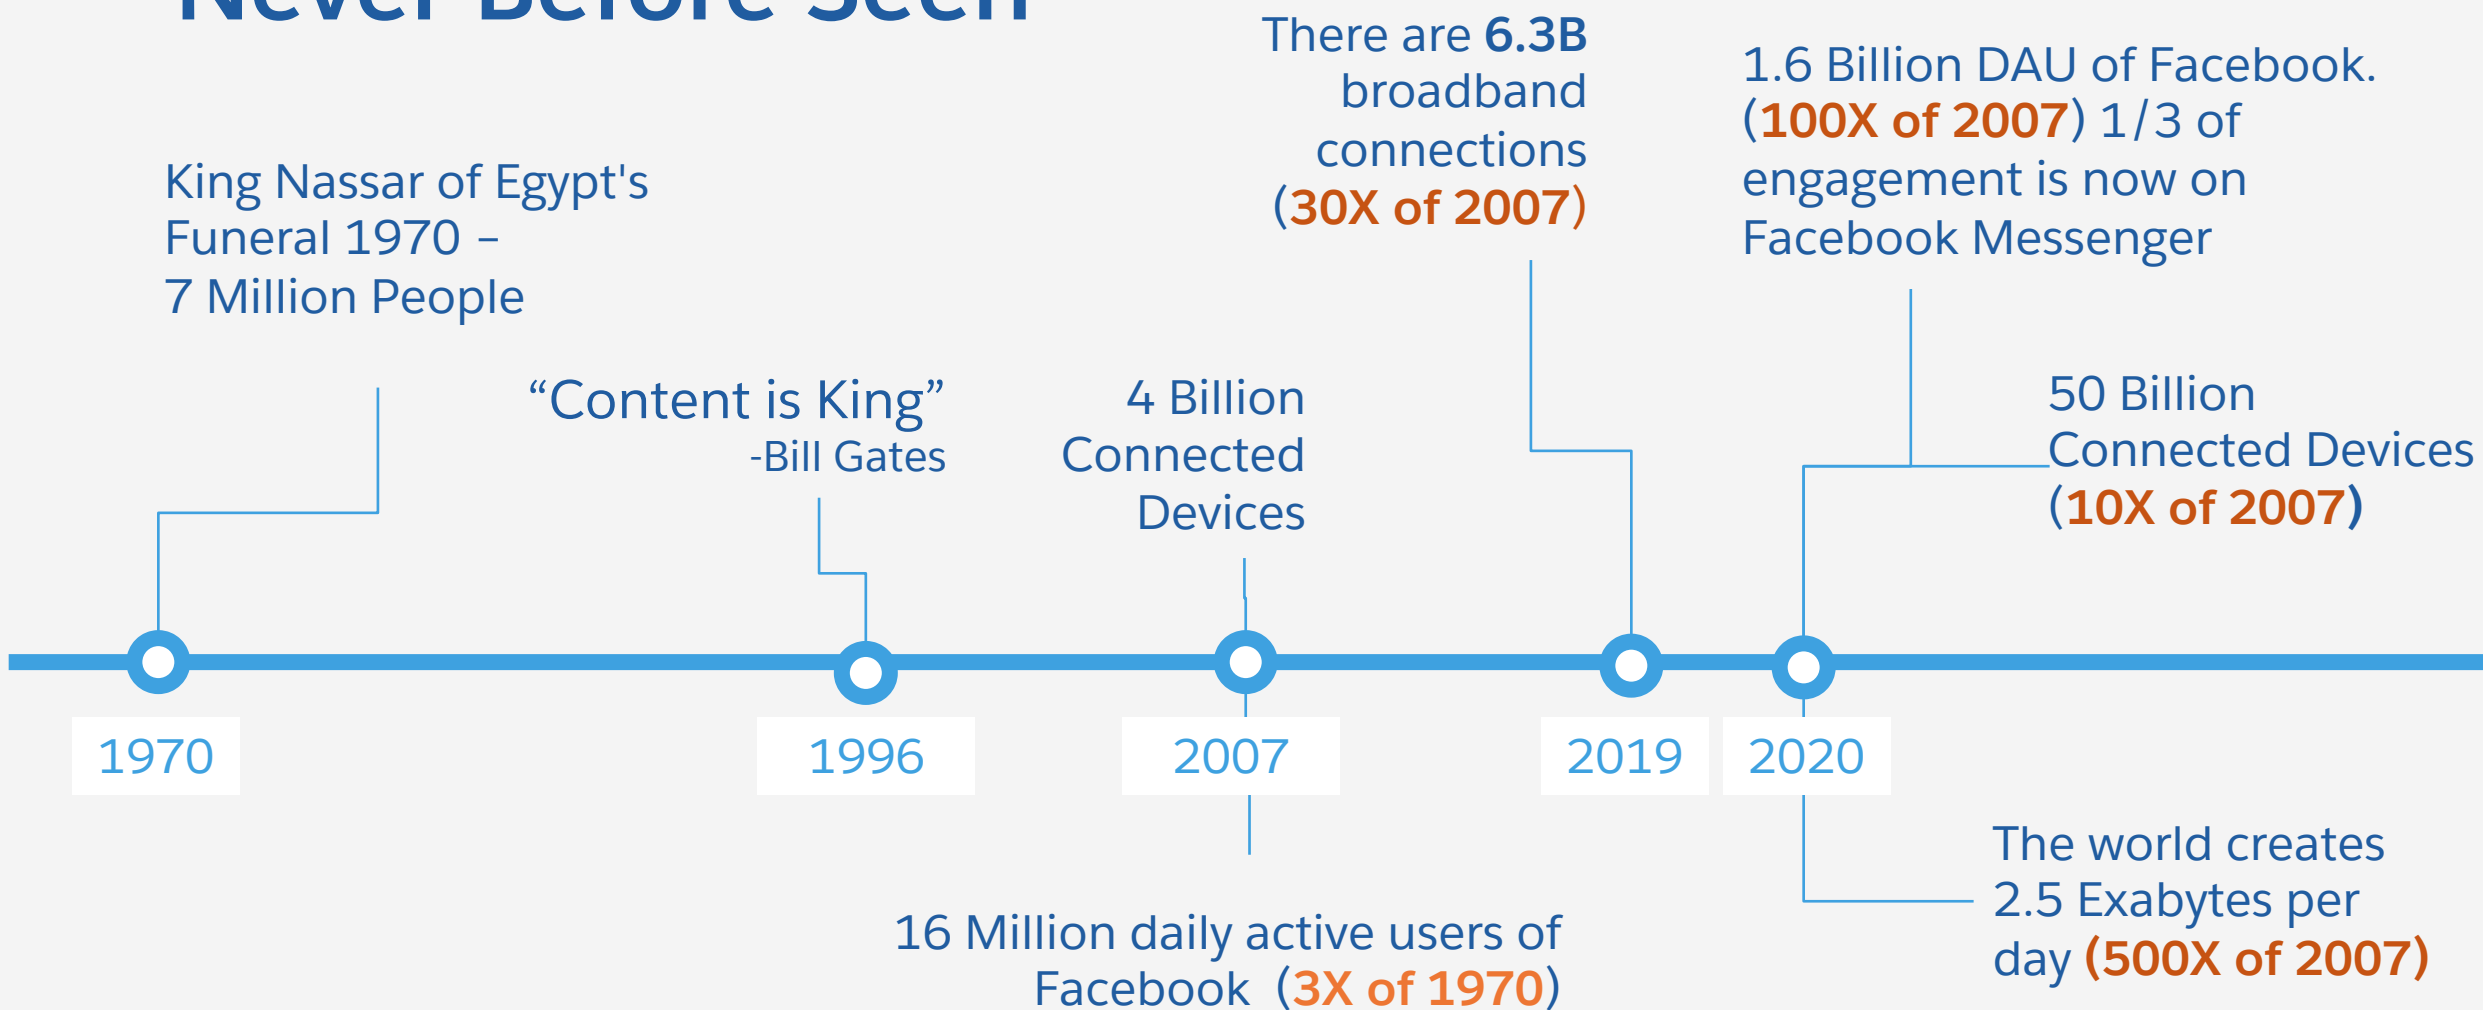 Never Before Seen
King Nassar of Egypt's
Funeral 1970 –
7 Million People
“Content is King”
-Bill Gates
4 Billion
Connected
Devices
There are 6.3B
broadband
connections
(30X of 2007)
1.6 Billion DAU of Facebook.
(100X of 2007) 1/3 of
engagement is now on
Facebook Messenger
50 Billion
Connected Devices
(10X of 2007)
1970
1996
2007
2019
2020
16 Million daily active users of
Facebook (3X of 1970)
The world creates
2.5 Exabytes per
day (500X of 2007)